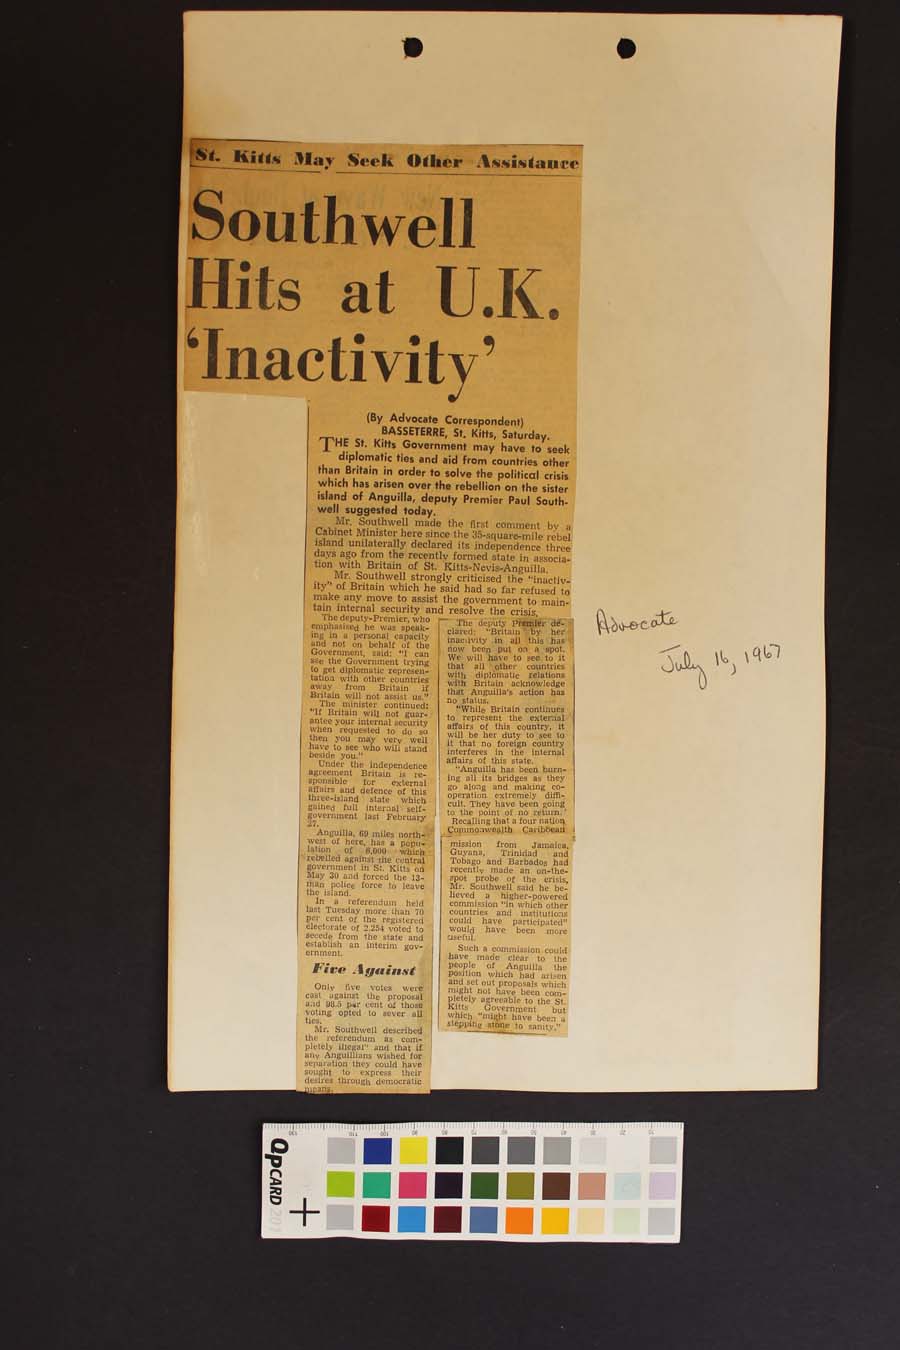 St. Kitts May Seek Other Assistance
Southwell
Hits at U.K.
‘Inactivity’
(By Advocate Correspondent)
BASSETERRE, St. Kitts, Saturday.
THE St. Kitts Government may have to seek
diplomatic ties and aid from countries other
than Britain in order to solve the political crisis
which has arisen over the rebellion on the sister
island of Anguilla, deputy Premier Paul South-
well suggested today.
Mr. Southwell made the first comment by a
Cabinet Minister here since the 35-square-mile rebel
island unilaterally declared its independence three
days ago from the recently formed state in associa-
tion with Britain of St. Kitts-Nevis-Anguilla.
Mr. Southwell strongly criticised the "inactiv-
ity" of Britain which he said had so far refused to
make any move to assist the government to main-
tain internal security and resolve the crisis.
The deputy-Premier, who
emphasised he was speak-
ing in a personal capacity
and not on behalf of the
Government, said: "I can
see the Government trying
to get diplomatic represen-
tation with other countries
away from Britain if
Britain will not assist us."
The minister continued:
"If Britain will not guar-
antee your internal security
when requested to do so
then you may very well
have to see who will stand
beside you."
Under the independence
agreement Britain is re-
sponsible for external
affairs and defence of this
three-island state which
gained full internal self-
government last February
27.
Anguilla, 69 miles north-
west of here, has a popu-
lation of 6,000 which
rebelled against the central
government in St. Kitts on
May 30 and forced the 13-
man police force to leave
the island.
In a referendum held
last Tuesday more than 70
per cent of the registered
electorate of 2,254 voted to
secede from the state and
establish an interim gov-
ernment.
Five Against
Only five votes were
cast against the proposal
and 98.5 per cent of those
voting opted to sever all
ties.
Mr. Southwell described
the referendum as com-
pletely illegal" and that if
any Anguillians wished for
separation they could have
sought to express their
desires through democratic
means.
The deputy Premier de-
clared: "Britain by her
inactivity in all this has
now been put on a spot.
We will have to see to it
that all other countries
with diplomatic relations
with Britain acknowledge
that Anguilla's action has
no status.
"While Britain continues
to represent the external
affairs of this country, it
will be her duty to see to
it that no foreign country
interferes in the internal
affairs of this state.
"Anguilla has been burn-
ing all its bridges as they
go along and making co-
operation extremely diffi-
cult. They have been going
to the point of no return."
Recalling that a four nation
Commonwealth Caribbean
mission from Jamaica,
Guyana, Trinidad and
Tobago and Barbados had
recently made an on-the-
spot probe of the crisis,
Mr. Southwell said he be-
lieved a higher-powered
commission "in which other
countries and institutions
could have participated"
would have been more
useful.
Such a commission could
have made clear to the
people of Anguilla the
position which had arisen
and set out proposals which
might not have been com-
pletely agreeable to the St.
Kitts Government but
which "might have been a
stepping stone to sanity."
Advocate
July 16, 1967
QPCARD 201